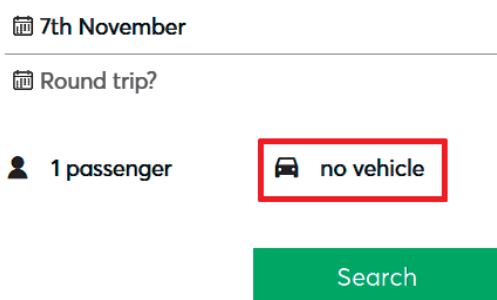 7th November
Round trip?
1 passenger no vehicle
Search